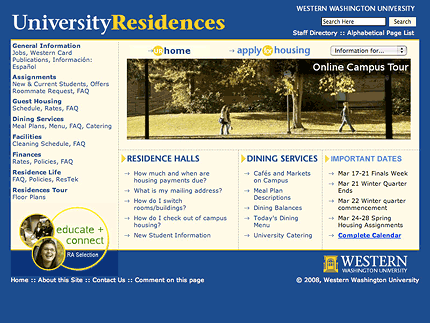 WESTERN WASHINGTON UNIVERSITY
UniversityResidences
Search Here
Search
Staff Directory :: Alphabetical Page List
General Information
Jobs, Western Card
Publications, Información:
Español
Assignments
New & Current Students, Offers
Roommate Request, FAQ
Guest Housing
Schedule, Rates, FAQ
Dining Services
Meal Plans, Menu, FAQ, Catering
Facilities
Cleaning Schedule, FAQ
Finances
Rates, Policies, FAQ
Residence Life
FAQ, Policies, ResTek
Residences Tour
Floor Plans
educate +
connect
RA Selection
home
apply for housing
Information for...
Online Campus Tour
RESIDENCE HALLS
How much and when are
housing payments due?
What is my mailing address?
How do I switch
rooms/buildings?
How do I check out of campus
housing?
New Student Information
DINING SERVICES
Cafés and Markets
on Campus
Meal Plan
Descriptions
Dining Balances
Today's Dining
Menu
University Catering
IMPORTANT DATES
Mar 17-21 Finals Week
Mar 21 Winter Quarter
Ends
Mar 22 Winter quarter
commencement
Mar 24-28 Spring
Housing Assignments
Complete Calendar
WESTERN
WASHINGTON UNIVERSITY
Home :: About this Site :: Contact Us :: Comment on this page
© 2008, Western Washington University